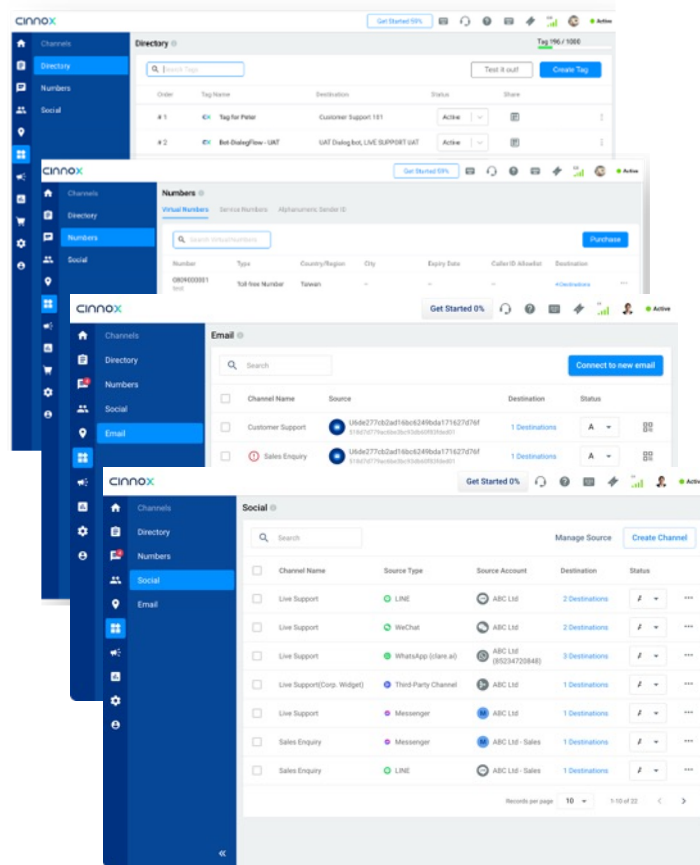 CINNOX
Get Started 59%
Active
Channels
Directory
Tag 196 / 1000
Directory
Search Tags
Test it out!
Create Tag
Numbers
Order Tag Name Destination Status Share
Social
# 1 Tag for Peter Customer Support 101 Active
# 2 Bot-DialogFlow - UAT UAT Dialog bot, LIVE SUPPORT UAT Active
CINNOX
Get Started 59%
Active
Channels
Numbers
Directory
Virtual Numbers Service Numbers Alphanumeric Sender ID
Numbers
Search Virtual Numbers
Purchase
Social
Number Type Country/Region City Expiry Date Caller ID Allowlist Destination
0809000001
test
Toll free Number Taiwan – – – 4 Destinations
CINNOX
Get Started 0%
Active
Channels
Email
Directory
Search
Connect to new email
Numbers
Social
Channel Name Source Destination Status
Email
Customer Support U6de277cb2ad16bc6249bda171627d76f 1 Destinations A
Sales Enquiry U6de277cb2ad16bc6249bda171627d76f 1 Destinations A
CINNOX
Get Started 0%
Active
Channels
Social
Directory
Search
Manage Source
Create Channel
Numbers
Social
Channel Name Source Type Source Account Destination Status
Email
Live Support LINE ABC Ltd 2 Destinations
Live Support WeChat ABC Ltd 2 Destinations
Live Support WhatsApp (clare.ai) ABC Ltd (85234720848) 3 Destinations
Live Support(Corp. Widget) Third-Party Channel ABC Ltd 1 Destinations
Live Support Messenger ABC Ltd 1 Destinations
Sales Enquiry Messenger ABC Ltd - Sales 1 Destinations
Sales Enquiry LINE ABC Ltd - Sales 1 Destinations
Records per page 10 1-10 of 22